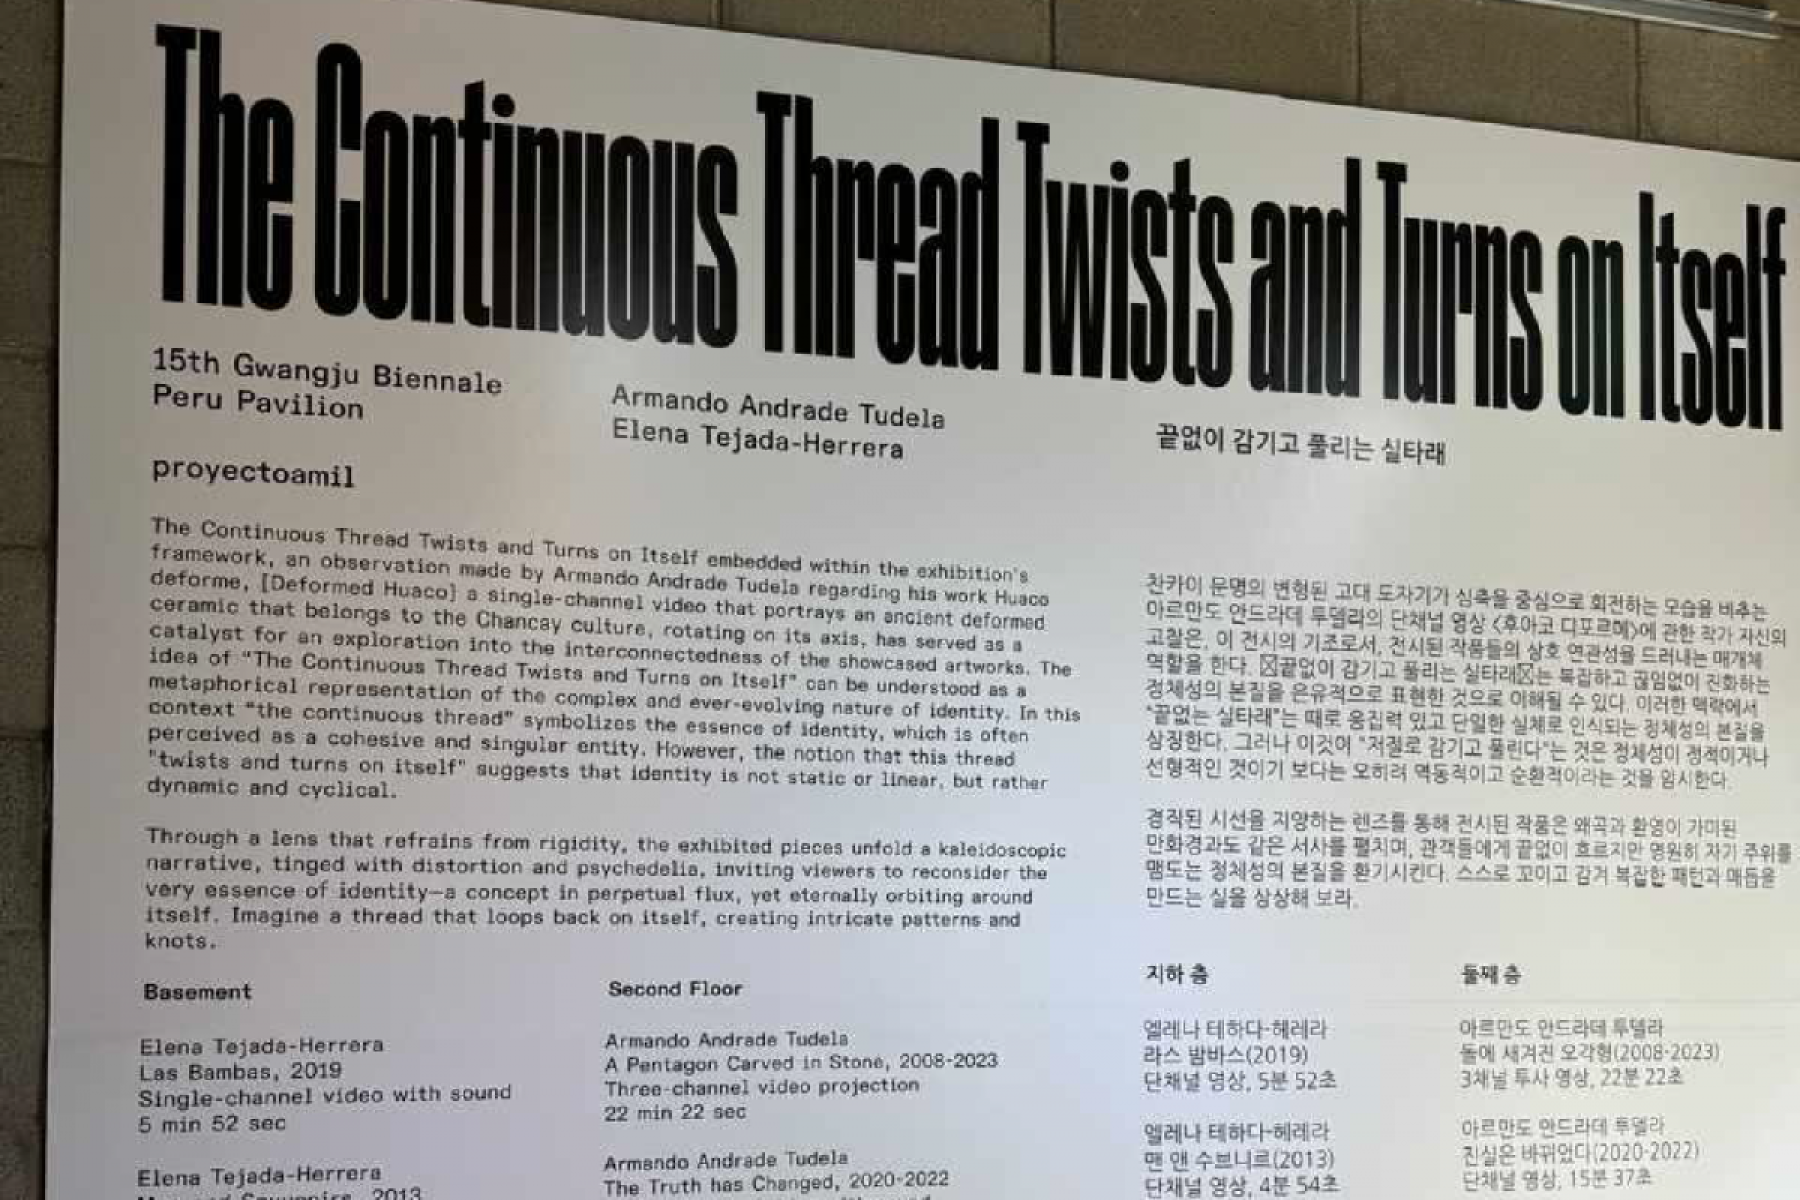 The Continuous Thread Twists and Turns on Itself
15th Gwangju Biennale
Peru Pavilion
proyectoamil
Armando Andrade Tudela
Elena Tejada-Herrera
끝없이 감기고 풀리는 실타래
The Continuous Thread Twists and Turns on Itself embedded within the exhibition's
framework, an observation made by Armando Andrade Tudela regarding his work Huaco
deforme, [Deformed Huaco] a single-channel video that portrays an ancient deformed
ceramic that belongs to the Chancay culture, rotating on its axis, has served as a
catalyst for an exploration into the interconnectedness of the showcased artworks. The
idea of "The Continuous Thread Twists and Turns on Itself" can be understood as a
metaphorical representation of the complex and ever-evolving nature of identity. In this
context "the continuous thread" symbolizes the essence of identity, which is often
perceived as a cohesive and singular entity. However, the notion that this thread
"twists and turns on itself" suggests that identity is not static or linear, but rather
dynamic and cyclical.
Through a lens that refrains from rigidity, the exhibited pieces unfold a kaleidoscopic
narrative, tinged with distortion and psychedelia, inviting viewers to reconsider the
very essence of identity—a concept in perpetual flux, yet eternally orbiting around
itself. Imagine a thread that loops back on itself, creating intricate patterns and
knots.
찬카이 문명의 변형된 고대 도자기가 심축을 중심으로 회전하는 모습을 비추는
아르만도 안드라데 투델라의 단채널 영상 <후아코 디포르메>에 관한 작가 자신의
고찰은, 이 전시의 기조로서, 전시된 작품들의 상호 연관성을 드러내는 매개체
역할을 한다. 끝없이 감기고 풀리는 실타래는 복잡하고 끊임없이 진화하는
정체성의 본질을 은유적으로 표현한 것으로 이해될 수 있다. 이러한 맥락에서
"끝없는 실타래"는 때로 응집력 있고 단일한 실체로 인식되는 정체성의 본질을
상징한다. 그러나 이것이 "저절로 감기고 풀린다"는 것은 정체성이 정적이거나
선형적인 것이기 보다는 오히려 역동적이고 순환적이라는 것을 암시한다.
경직된 시선을 지양하는 렌즈를 통해 전시된 작품은 왜곡과 환영이 가미된
만화경과도 같은 서사를 펼치며, 관객들에게 끝없이 흐르지만 영원히 자기 주위를
맴도는 정체성의 본질을 환기시킨다. 스스로 꼬이고 감겨 복잡한 패턴과 매듭을
만드는 실을 상상해 보라.
Basement
Elena Tejada-Herrera
Las Bambas, 2019
Single-channel video with sound
5 min 52 sec
Elena Tejada-Herrera
2013
Second Floor
Armando Andrade Tudela
A Pentagon Carved in Stone, 2008-2023
Three-channel video projection
22 min 22 sec
Armando Andrade Tudela
The Truth has Changed, 2020-2022
지하 층
엘레나 테하다-헤레라
라스 밤바스(2019)
단채널 영상, 5분 52초
엘레나 테하다-헤레라
맨 앤 수브니르(2013)
단채널 영상, 4분 54초
둘째 층
아르만도 안드라데 투델라
돌에 새겨진 오각형(2008-2023)
3채널 투사 영상, 22분 22초
아르만도 안드라데 투델라
진실은 바뀌었다(2020-2022)
단채널 영상, 15분 37초